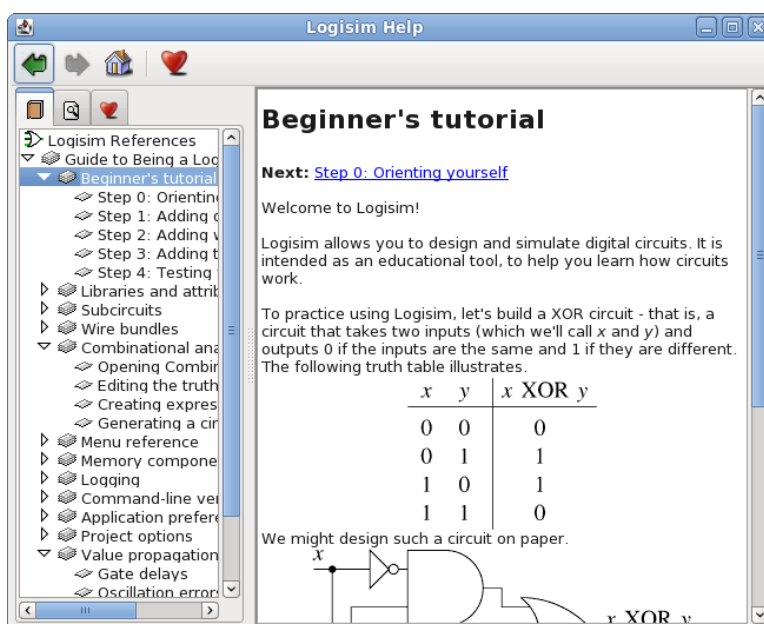 Logisim Help
Logisim References
Guide to Being a Log
Beginner's tutorial
Step 0: Orientin
Step 1: Adding
Step 2: Adding
Step 3: Adding t
Step 4: Testing
Libraries and attrib
Subcircuits
Wire bundles
Combinational ana
Opening Combin
Editing the truth
Creating expres
Generating a cir
Menu reference
Memory compone
Logging
Command-line ver
Application prefere
Project options
Value propagation
Gate delays
Oscillation errors
Beginner's tutorial
Next: Step 0: Orienting yourself
Welcome to Logisim!
Logisim allows you to design and simulate digital circuits. It is
intended as an educational tool, to help you learn how circuits
work.
To practice using Logisim, let's build a XOR circuit - that is, a
circuit that takes two inputs (which we'll call x and y) and
outputs 0 if the inputs are the same and 1 if they are different.
The following truth table illustrates.
x y x XOR y
0 0 0
0 1 1
1 0 1
1 1 0
We might design such a circuit on paper.
x
x XOR y